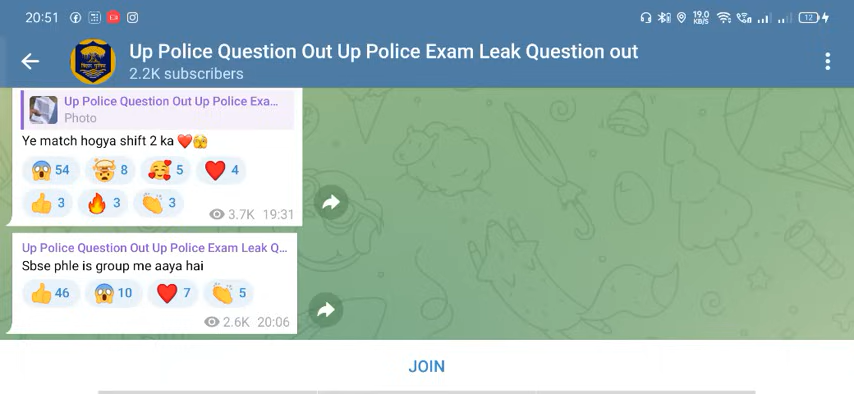 20:51
19.0 KB/S
12
Up Police Question Out Up Police Exam Leak Question out
2.2K subscribers
Up Police Question Out Up Police Exa...
Photo
Ye match hogya shift 2 ka ❤️🫣
😱 54 🤯 8 🥰 5 ❤️ 4
👍 3 🔥 3 👏 3
3.7K 19:31
Up Police Question Out Up Police Exam Leak Q...
Sbse phle is group me aaya hai
👍 46 😱 10 ❤️ 7 👏 5
2.6K 20:06
JOIN